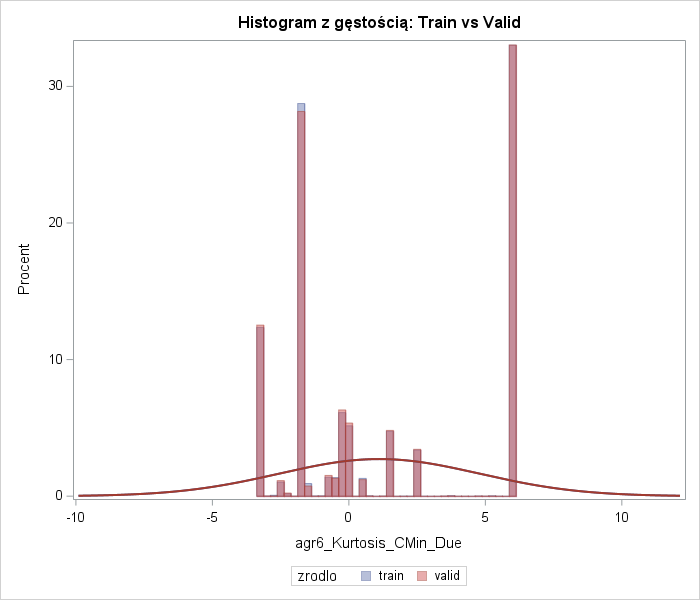 Histogram z gęstością: Train vs Valid
30
20
10
0
Procent
-10
-5
0
5
10
agr6_Kurtosis_CMin_Due
zrodlo train valid